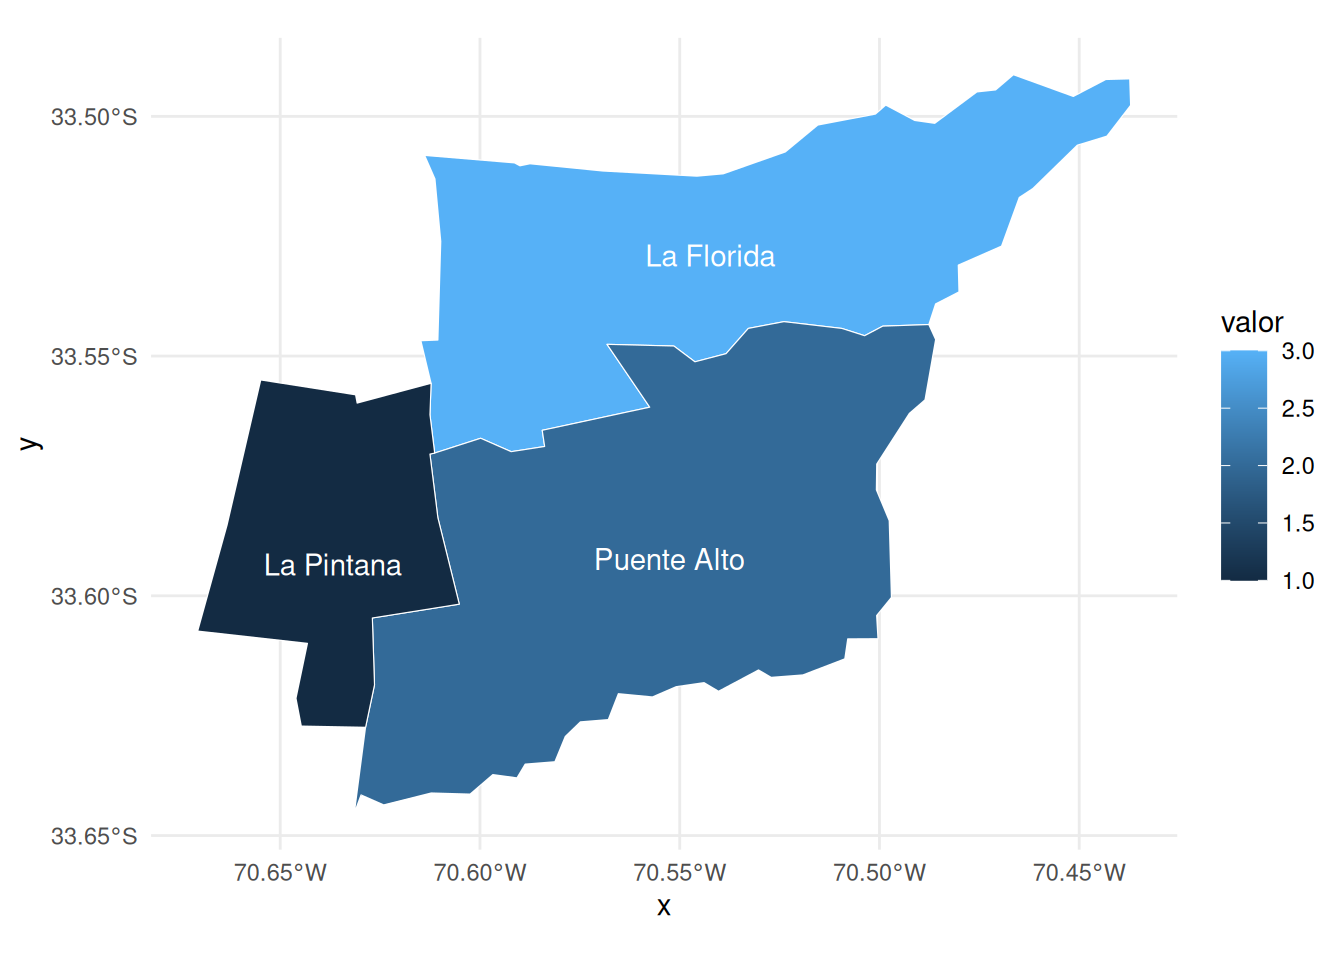 33.50°S
33.55°S
33.60°S
33.65°S
y
La Florida
La Pintana
Puente Alto
70.65°W
70.60°W
70.55°W
70.50°W
70.45°W
x
valor
3.0
2.5
2.0
1.5
1.0